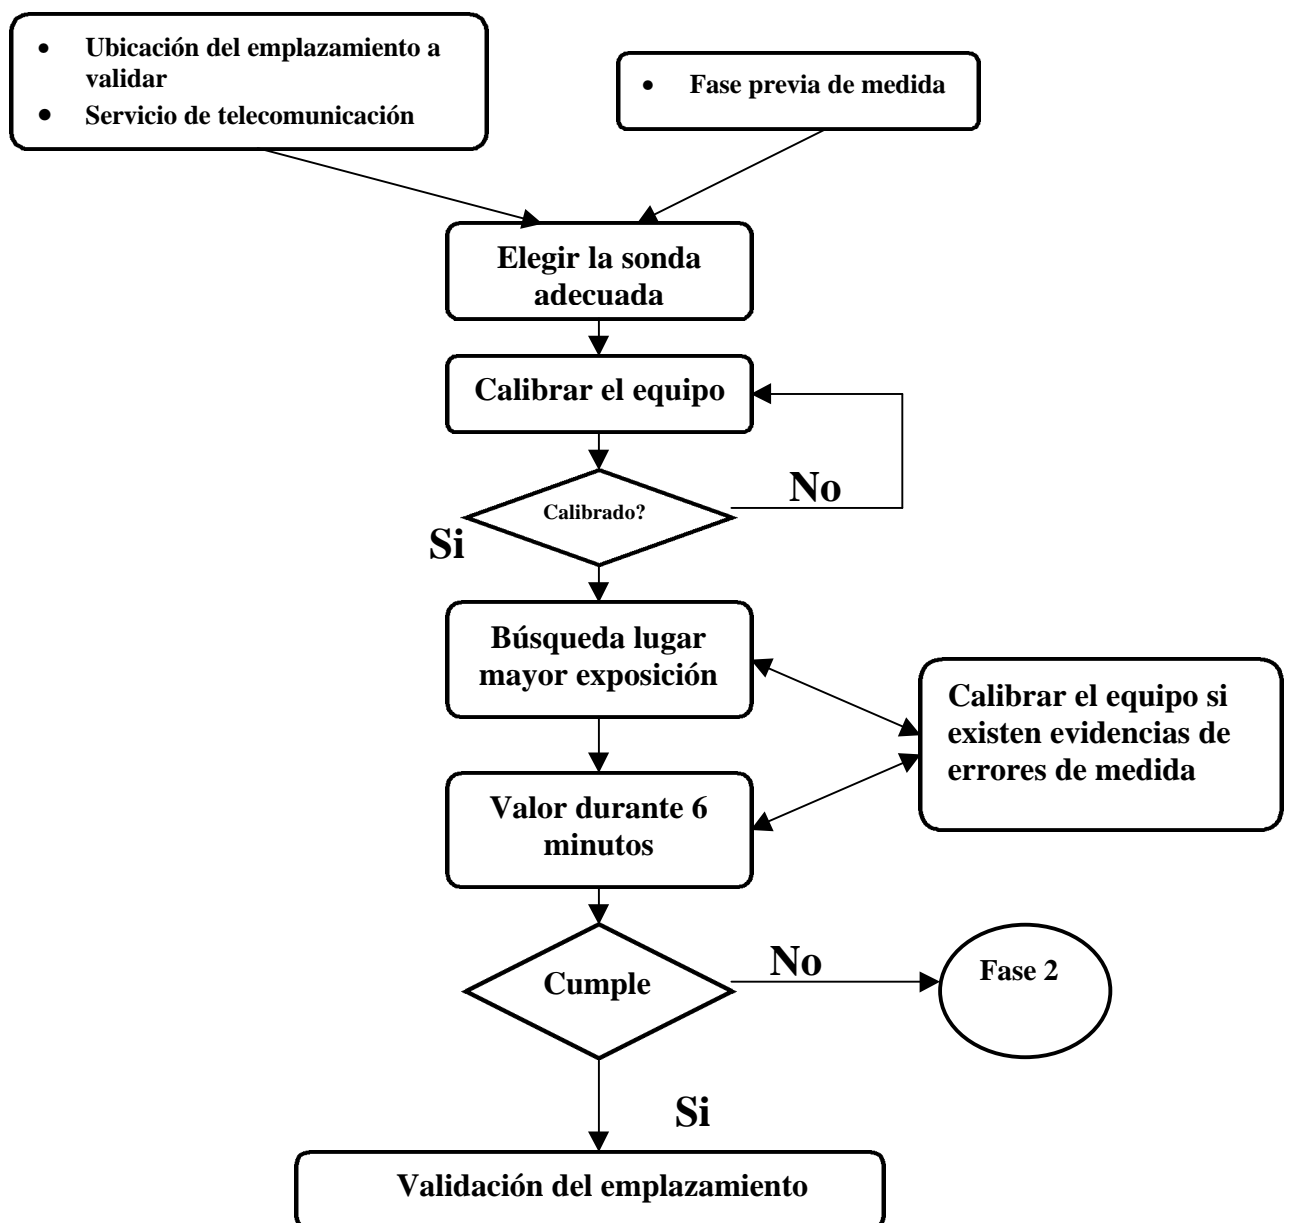 • Ubicación del emplazamiento a
validar
• Servicio de telecomunicación
• Fase previa de medida
Elegir la sonda
adecuada
Calibrar el equipo
No
Calibrado?
Si
Búsqueda lugar
mayor exposición
Calibrar el equipo si
existen evidencias de
errores de medida
Valor durante 6
minutos
Cumple
No
Fase 2
Si
Validación del emplazamiento